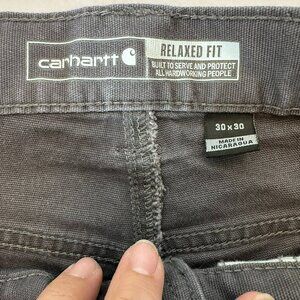 carhartt
RELAXED FIT
BUILT TO SERVE AND PROTECT
ALL HARDWORKING PEOPLE
30 x 30
MADE IN
NICARAGUA